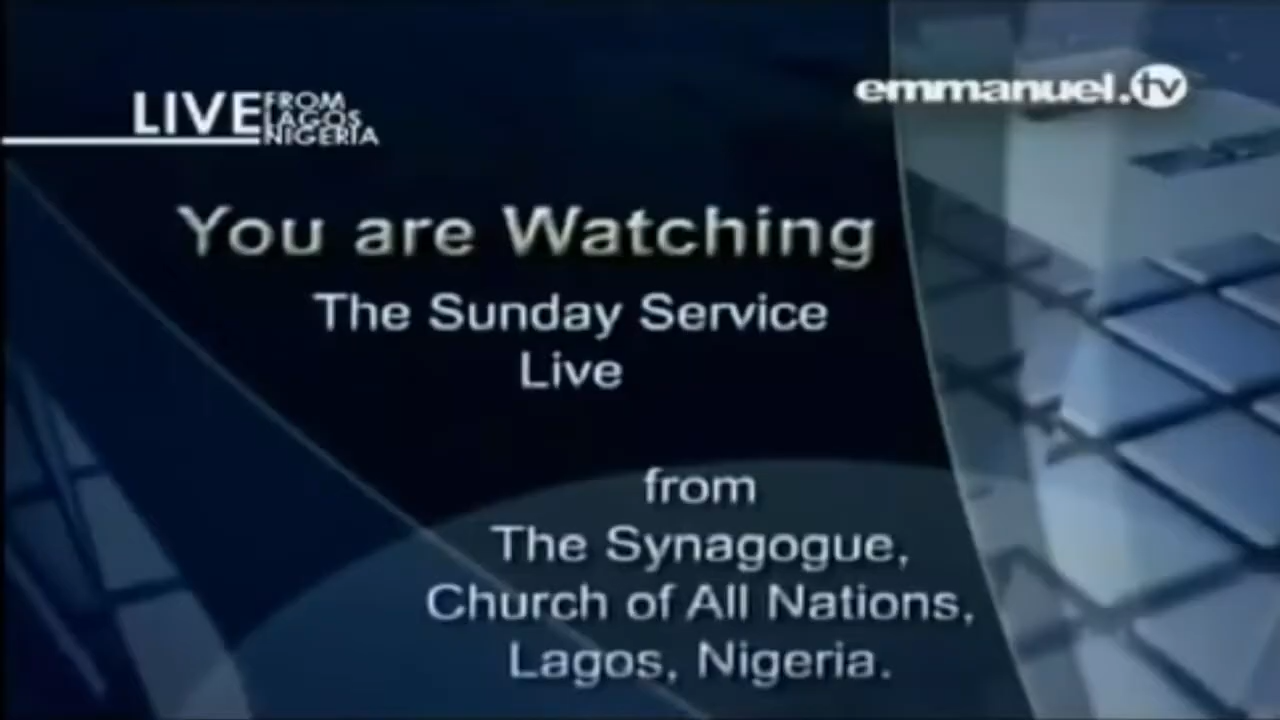 LIVE FROM
LAGOS
NIGERIA
emmanuel.tv
You are Watching
The Sunday Service
Live
from
The Synagogue,
Church of All Nations,
Lagos, Nigeria.